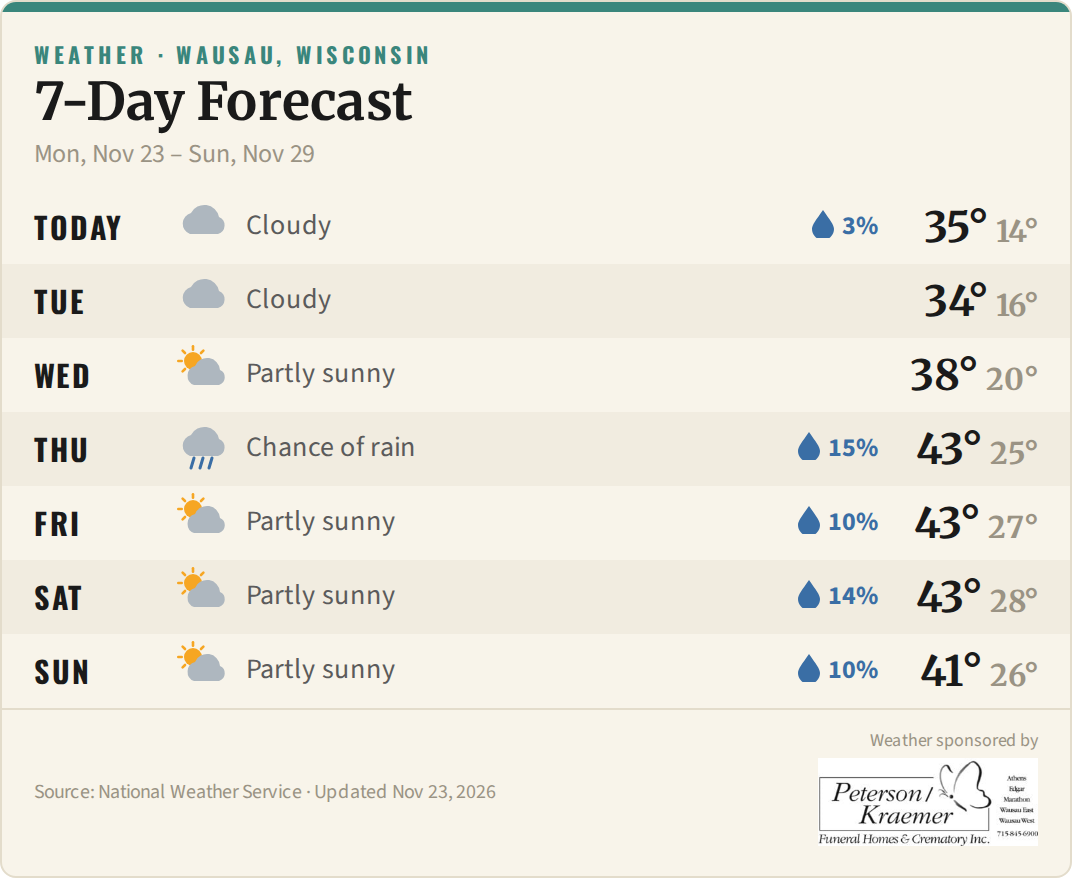 WEATHER · WAUSAU, WISCONSIN
7-Day Forecast
Mon, Nov 23 – Sun, Nov 29
TODAY Cloudy 3% 35° 14°
TUE Cloudy 34° 16°
WED Partly sunny 38° 20°
THU Chance of rain 15% 43° 25°
FRI Partly sunny 10% 43° 27°
SAT Partly sunny 14% 43° 28°
SUN Partly sunny 10% 41° 26°
Weather sponsored by
Source: National Weather Service · Updated Nov 23, 2026
Peterson/
Kraemer
Funeral Homes & Crematory Inc.
Athens
Edgar
Marathon
Wausau East
Wausau West
715-845-6900